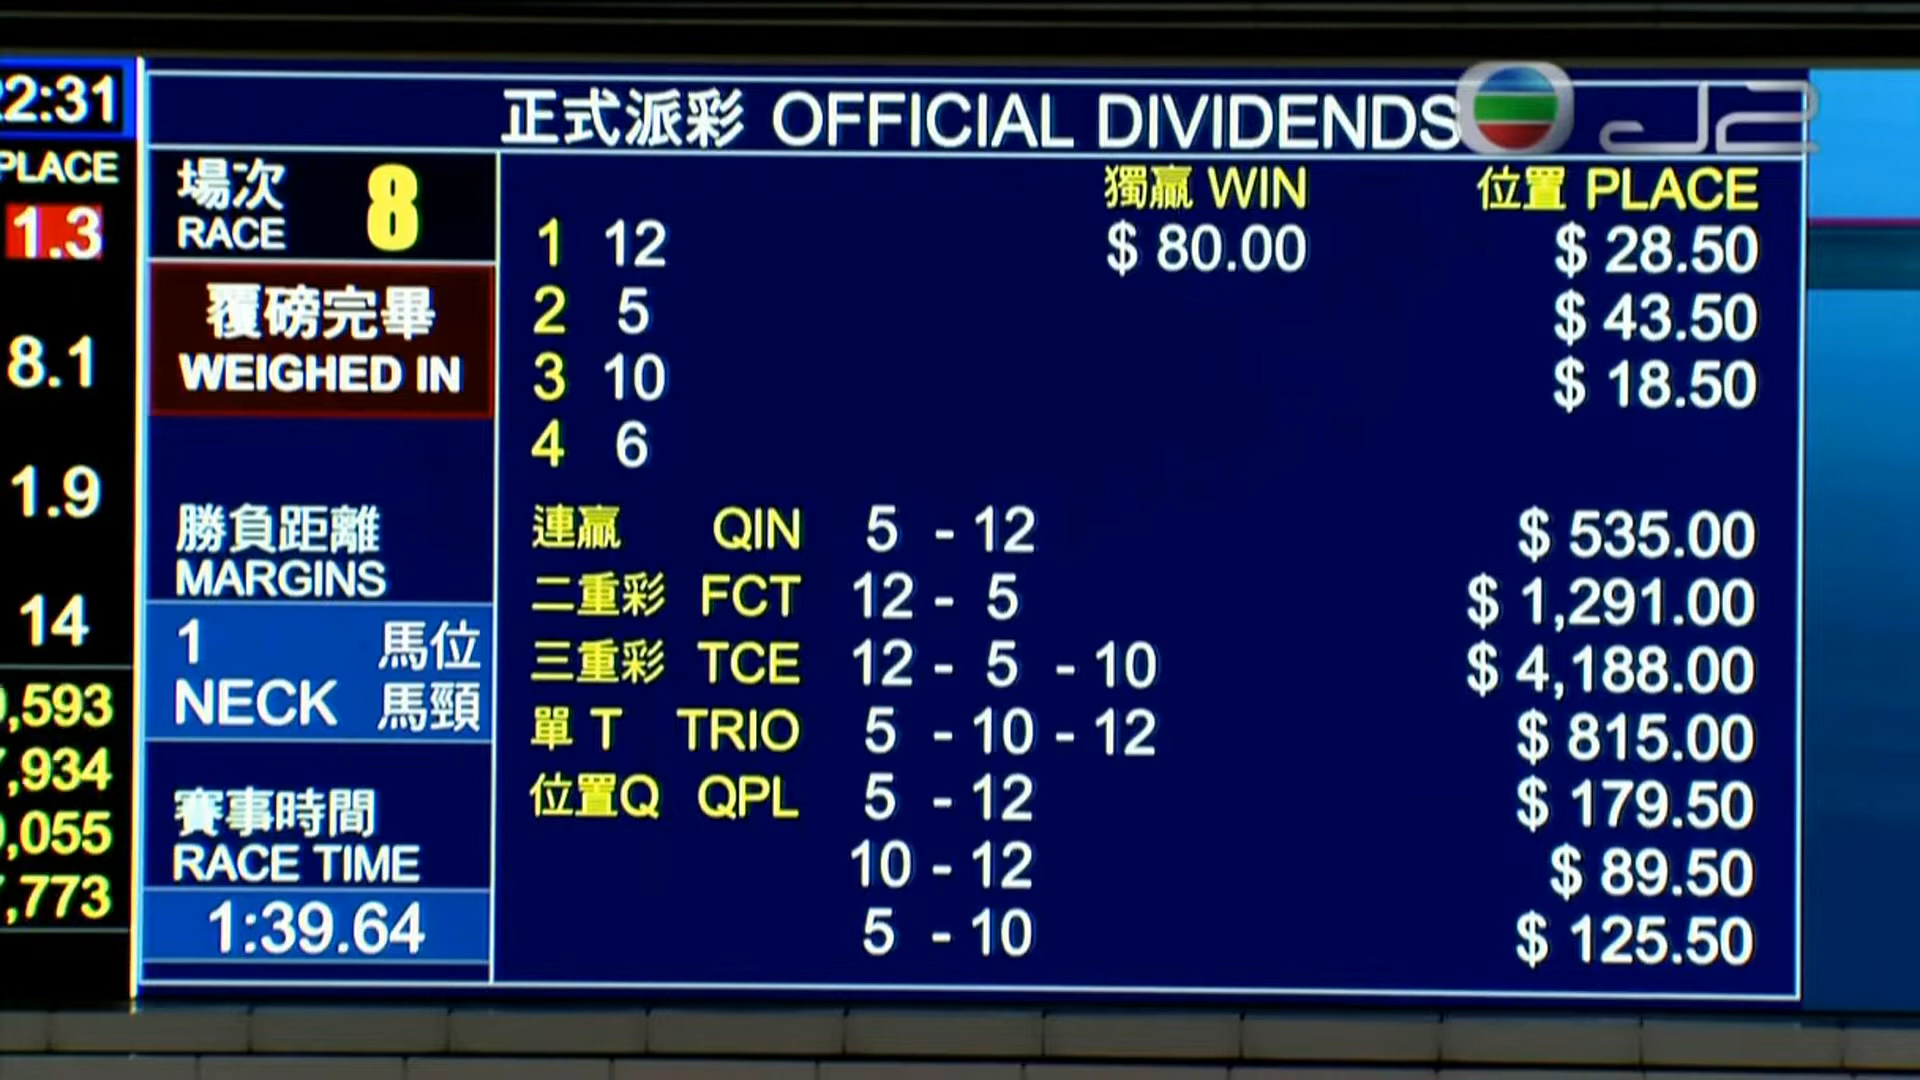 22:31
PLACE
1.3
8.1
1.9
14
,593
,934
,055
,773
正式派彩 OFFICIAL DIVIDENDS
J2
場次 8
RACE
覆磅完畢
WEIGHED IN
勝負距離
MARGINS
1 馬位
NECK 馬頸
賽事時間
RACE TIME
1:39.64
獨贏 WIN 位置 PLACE
1 12 $ 80.00 $ 28.50
2 5 $ 43.50
3 10 $ 18.50
4 6
連贏 QIN 5 - 12 $ 535.00
二重彩 FCT 12 - 5 $ 1,291.00
三重彩 TCE 12 - 5 - 10 $ 4,188.00
單 T TRIO 5 - 10 - 12 $ 815.00
位置Q QPL 5 - 12 $ 179.50
10 - 12 $ 89.50
5 - 10 $ 125.50